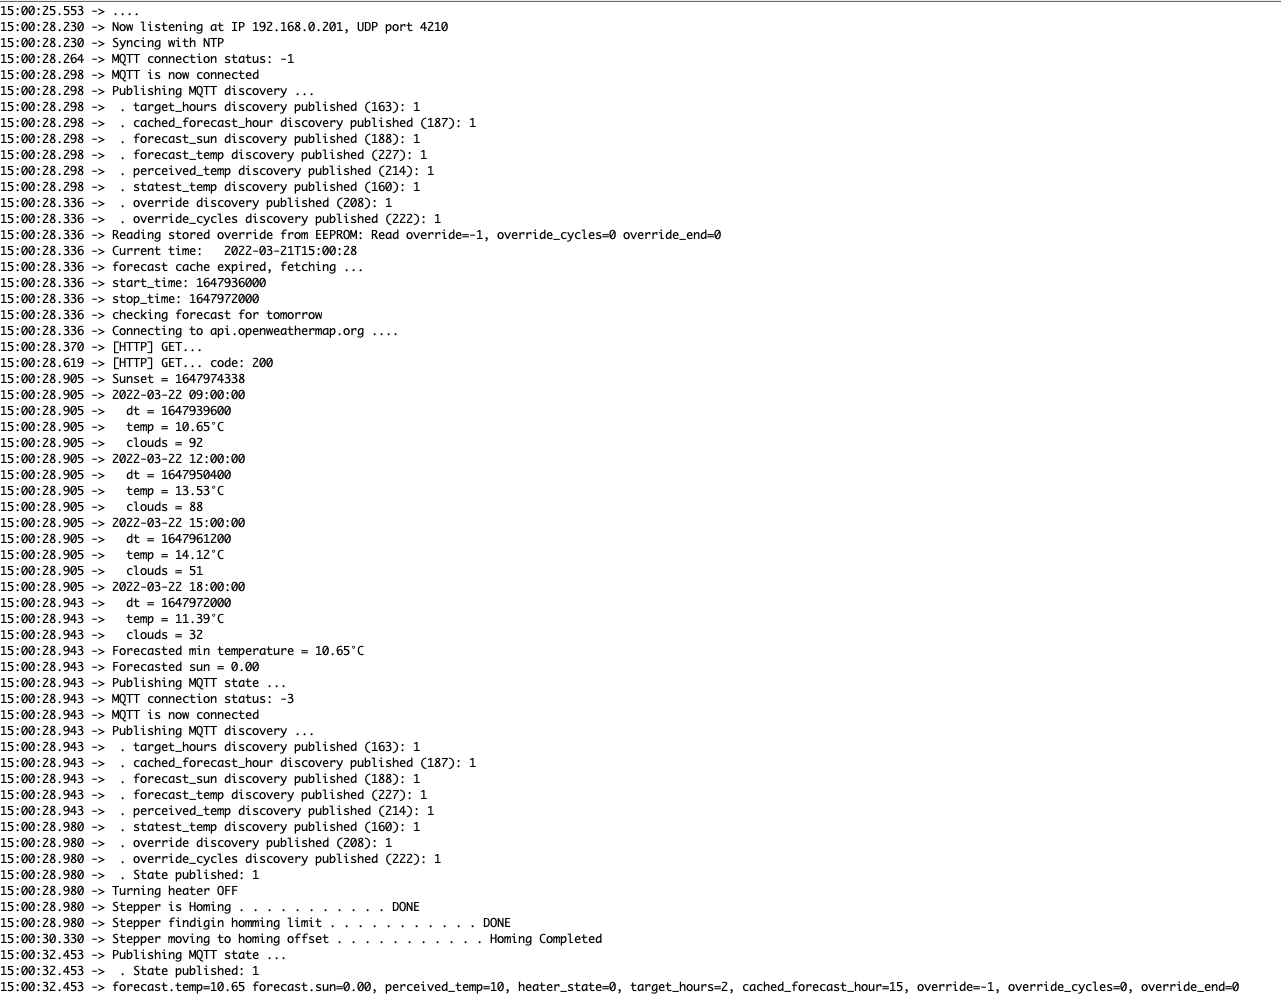 15:00:25.553 -> ....
15:00:28.230 -> Now listening at IP 192.168.0.201, UDP port 4210
15:00:28.230 -> Syncing with NTP
15:00:28.264 -> MQTT connection status: -1
15:00:28.298 -> MQTT is now connected
15:00:28.298 -> Publishing MQTT discovery ...
15:00:28.298 ->  . target_hours discovery published (163): 1
15:00:28.298 ->  . cached_forecast_hour discovery published (187): 1
15:00:28.298 ->  . forecast_sun discovery published (188): 1
15:00:28.298 ->  . forecast_temp discovery published (227): 1
15:00:28.298 ->  . perceived_temp discovery published (214): 1
15:00:28.298 ->  . statest_temp discovery published (160): 1
15:00:28.336 ->  . override discovery published (208): 1
15:00:28.336 ->  . override_cycles discovery published (222): 1
15:00:28.336 -> Reading stored override from EEPROM: Read override=-1, override_cycles=0 override_end=0
15:00:28.336 -> Current time:   2022-03-21T15:00:28
15:00:28.336 -> forecast cache expired, fetching ...
15:00:28.336 -> start_time: 1647936000
15:00:28.336 -> stop_time: 1647972000
15:00:28.336 -> checking forecast for tomorrow
15:00:28.336 -> Connecting to api.openweathermap.org ....
15:00:28.370 -> [HTTP] GET...
15:00:28.619 -> [HTTP] GET... code: 200
15:00:28.905 -> Sunset = 1647974338
15:00:28.905 -> 2022-03-22 09:00:00
15:00:28.905 ->   dt = 1647939600
15:00:28.905 ->   temp = 10.65°C
15:00:28.905 ->   clouds = 92
15:00:28.905 -> 2022-03-22 12:00:00
15:00:28.905 ->   dt = 1647950400
15:00:28.905 ->   temp = 13.53°C
15:00:28.905 ->   clouds = 88
15:00:28.905 -> 2022-03-22 15:00:00
15:00:28.905 ->   dt = 1647961200
15:00:28.905 ->   temp = 14.12°C
15:00:28.905 ->   clouds = 51
15:00:28.905 -> 2022-03-22 18:00:00
15:00:28.943 ->   dt = 1647972000
15:00:28.943 ->   temp = 11.39°C
15:00:28.943 ->   clouds = 32
15:00:28.943 -> Forecasted min temperature = 10.65°C
15:00:28.943 -> Forecasted sun = 0.00
15:00:28.943 -> Publishing MQTT state ...
15:00:28.943 -> MQTT connection status: -3
15:00:28.943 -> MQTT is now connected
15:00:28.943 -> Publishing MQTT discovery ...
15:00:28.943 ->  . target_hours discovery published (163): 1
15:00:28.943 ->  . cached_forecast_hour discovery published (187): 1
15:00:28.943 ->  . forecast_sun discovery published (188): 1
15:00:28.943 ->  . forecast_temp discovery published (227): 1
15:00:28.943 ->  . perceived_temp discovery published (214): 1
15:00:28.980 ->  . statest_temp discovery published (160): 1
15:00:28.980 ->  . override discovery published (208): 1
15:00:28.980 ->  . override_cycles discovery published (222): 1
15:00:28.980 ->  . State published: 1
15:00:28.980 -> Turning heater OFF
15:00:28.980 -> Stepper is Homing . . . . . . . . . . . DONE
15:00:28.980 -> Stepper findigin homming limit . . . . . . . . . . . DONE
15:00:30.330 -> Stepper moving to homing offset . . . . . . . . . . . Homing Completed
15:00:32.453 -> Publishing MQTT state ...
15:00:32.453 ->  . State published: 1
15:00:32.453 -> forecast.temp=10.65 forecast.sun=0.00, perceived_temp=10, heater_state=0, target_hours=2, cached_forecast_hour=15, override=-1, override_cycles=0, override_end=0